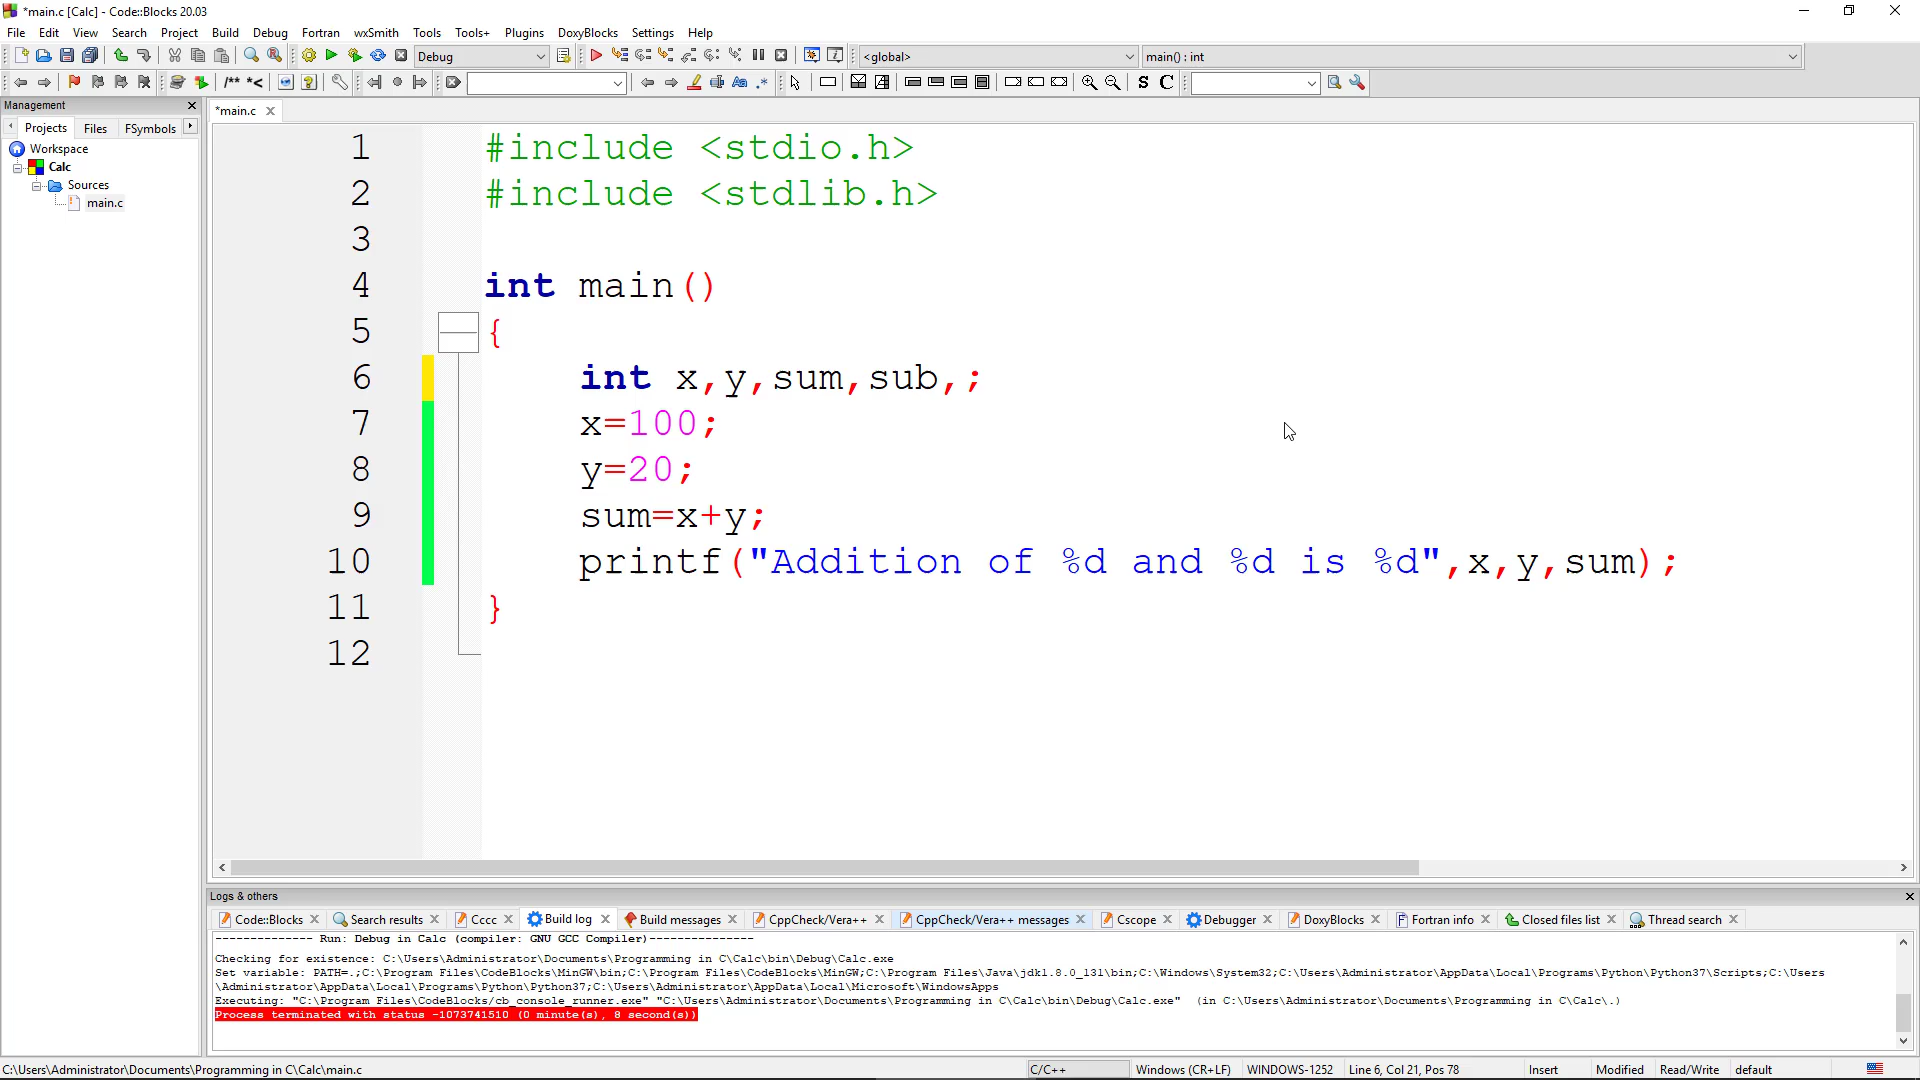 *main.c [Calc] - Code::Blocks 20.03
File Edit View Search Project Build Debug Fortran wxSmith Tools Tools+ Plugins DoxyBlocks Settings Help
Debug <global> main() : int
/** *< Aa .* S C
Management
*main.c
Projects Files FSymbols
Workspace
Calc
Sources
main.c
1 #include <stdio.h>
2 #include <stdlib.h>
3
4 int main()
5 {
6 int x,y,sum,sub,;
7 x=100;
8 y=20;
9 sum=x+y;
10 printf("Addition of %d and %d is %d",x,y,sum);
11 }
12
Logs & others
Code::Blocks Search results Cccc Build log Build messages CppCheck/Vera++ CppCheck/Vera++ messages Cscope Debugger DoxyBlocks Fortran info Closed files list Thread search
-------------- Run: Debug in Calc (compiler: GNU GCC Compiler)---------------
Checking for existence: C:\Users\Administrator\Documents\Programming in C\Calc\bin\Debug\Calc.exe
Set variable: PATH=.;C:\Program Files\CodeBlocks\MinGW\bin;C:\Program Files\CodeBlocks\MinGW;C:\Program Files\Java\jdk1.8.0_131\bin;C:\Windows\System32;C:\Users\Administrator\AppData\Local\Programs\Python\Python37\Scripts;C:\Users
\Administrator\AppData\Local\Programs\Python\Python37;C:\Users\Administrator\AppData\Local\Microsoft\WindowsApps
Executing: "C:\Program Files\CodeBlocks/cb_console_runner.exe" "C:\Users\Administrator\Documents\Programming in C\Calc\bin\Debug\Calc.exe" (in C:\Users\Administrator\Documents\Programming in C\Calc\.)
Process terminated with status -1073741510 (0 minute(s), 8 second(s))
C:\Users\Administrator\Documents\Programming in C\Calc\main.c C/C++ Windows (CR+LF) WINDOWS-1252 Line 6, Col 21, Pos 78 Insert Modified Read/Write default